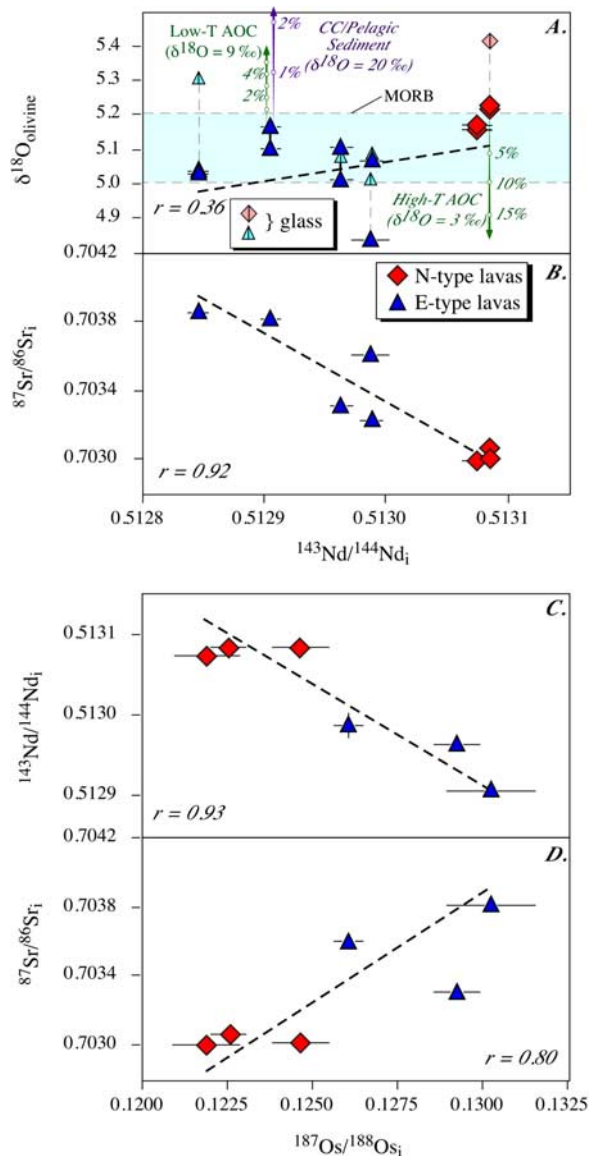 Low-T AOC
(δ¹⁸O = 9 ‰)
4%
2%
2%
1%
CC/Pelagic
Sediment
(δ¹⁸O = 20 ‰)
A.
MORB
5.4
5.3
5.2
5.1
5.0
4.9
δ¹⁸Oolivine
r = 0.36
} glass
High-T AOC
(δ¹⁸O = 3 ‰)
5%
10%
15%
0.7042
B.
N-type lavas
E-type lavas
0.7038
0.7034
0.7030
⁸⁷Sr/⁸⁶Srᵢ
r = 0.92
0.5128
0.5129
0.5130
0.5131
¹⁴³Nd/¹⁴⁴Ndᵢ
C.
0.5131
0.5130
0.5129
¹⁴³Nd/¹⁴⁴Ndᵢ
r = 0.93
0.7042
D.
0.7038
0.7034
0.7030
⁸⁷Sr/⁸⁶Srᵢ
r = 0.80
0.1200
0.1225
0.1250
0.1275
0.1300
0.1325
¹⁸⁷Os/¹⁸⁸Osᵢ